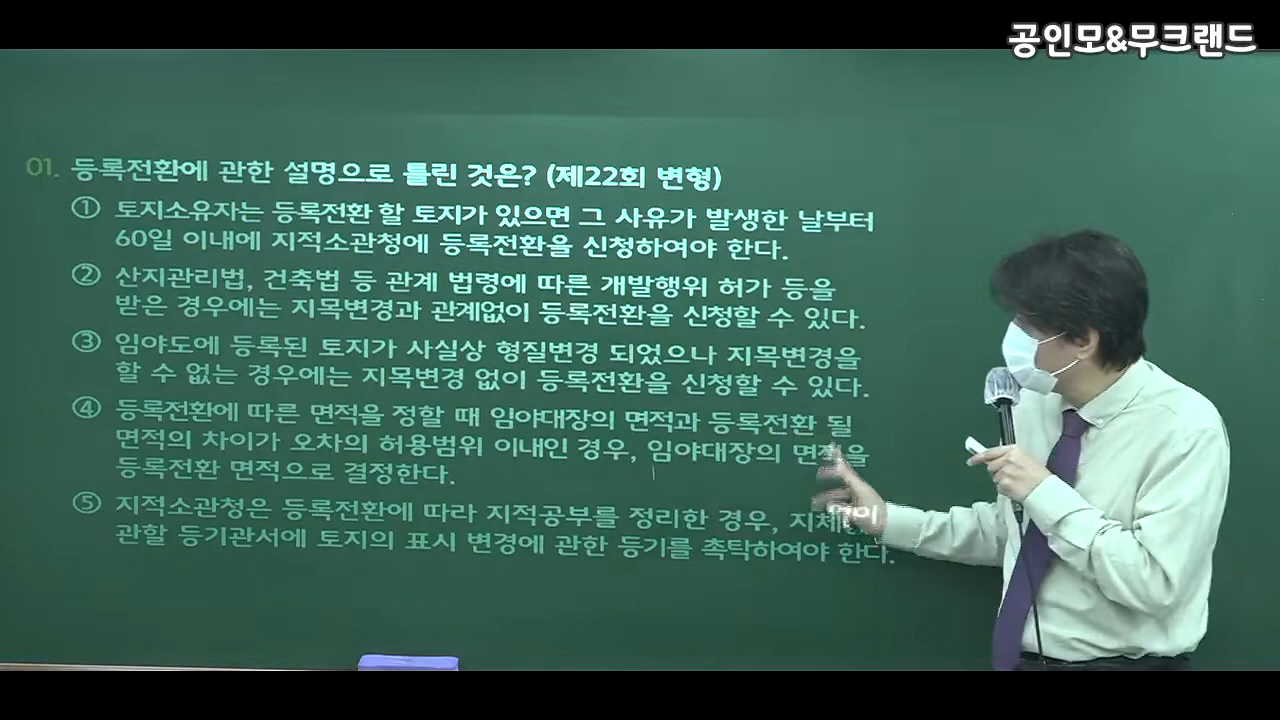 공인모&무크랜드
01. 등록전환에 관한 설명으로 틀린 것은? (제22회 변형)
① 토지소유자는 등록전환 할 토지가 있으면 그 사유가 발생한 날부터
60일 이내에 지적소관청에 등록전환을 신청하여야 한다.
② 산지관리법, 건축법 등 관계 법령에 따른 개발행위 허가 등을
받은 경우에는 지목변경과 관계없이 등록전환을 신청할 수 있다.
③ 임야도에 등록된 토지가 사실상 형질변경 되었으나 지목변경을
할 수 없는 경우에는 지목변경 없이 등록전환을 신청할 수 있다.
④ 등록전환에 따른 면적을 정할 때 임야대장의 면적과 등록전환 될
면적의 차이가 오차의 허용범위 이내인 경우, 임야대장의 면적을
등록전환 면적으로 결정한다.
⑤ 지적소관청은 등록전환에 따라 지적공부를 정리한 경우, 지체없이
관할 등기관서에 토지의 표시 변경에 관한 등기를 촉탁하여야 한다.